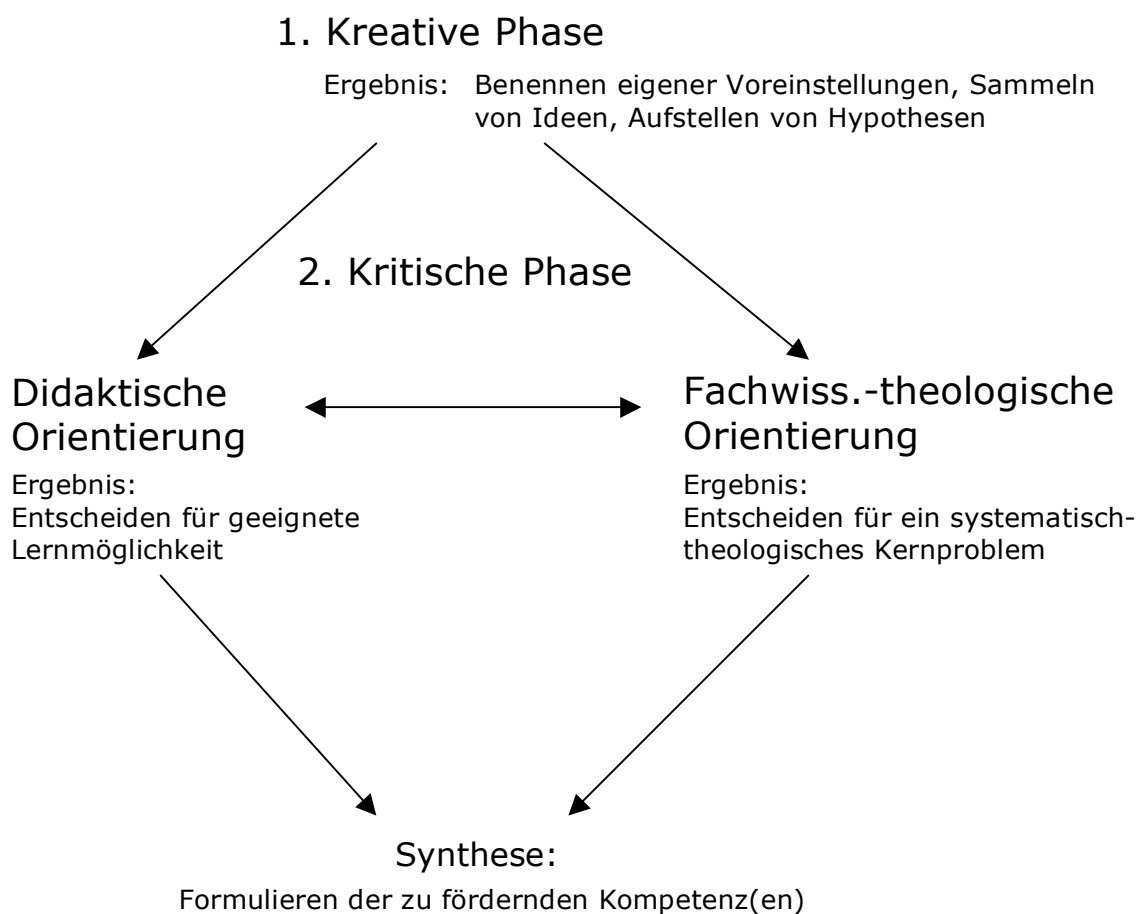 1. Kreative Phase
Ergebnis: Benennen eigener Voreinstellungen, Sammeln
von Ideen, Aufstellen von Hypothesen
2. Kritische Phase
Didaktische
Orientierung
Ergebnis:
Entscheiden für geeignete
Lernmöglichkeit
Fachwiss.-theologische
Orientierung
Ergebnis:
Entscheiden für ein systematisch-
theologisches Kernproblem
Synthese:
Formulieren der zu fördernden Kompetenz(en)